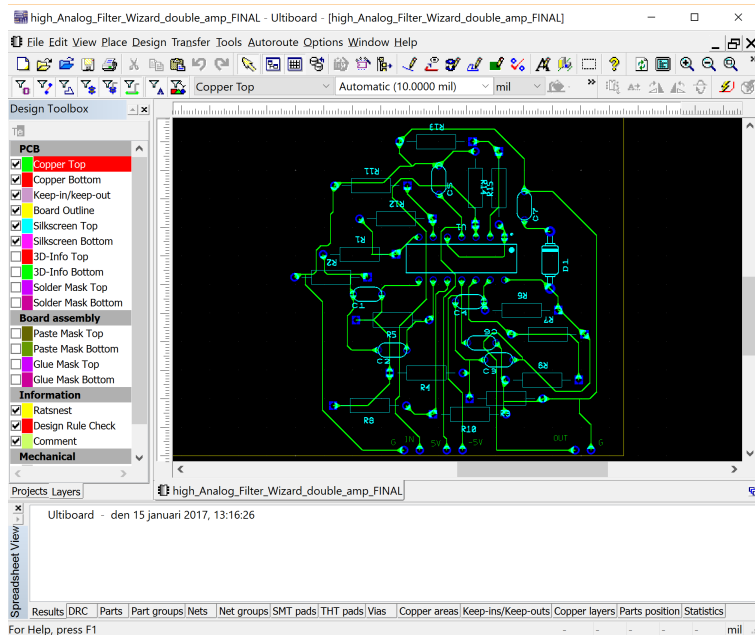 high_Analog_Filter_Wizard_double_amp_FINAL - Ultiboard - [high_Analog_Filter_Wizard_double_amp_FINAL]
File Edit View Place Design Transfer Tools Autoroute Options Window Help
Copper Top Automatic (10.0000 mil) mil
Design Toolbox
PCB
Copper Top
Copper Bottom
Keep-in/keep-out
Board Outline
Silkscreen Top
Silkscreen Bottom
3D-Info Top
3D-Info Bottom
Solder Mask Top
Solder Mask Bottom
Board assembly
Paste Mask Top
Paste Mask Bottom
Glue Mask Top
Glue Mask Bottom
Information
Ratsnest
Design Rule Check
Comment
Mechanical
Projects Layers
R13
R11
C5
R14
R15
R12
C7
U1
R1
R2
D1
C1
R6
R7
R5
C2
C3
R9
R4
R8
R10
G IN 5V -5V OUT G
high_Analog_Filter_Wizard_double_amp_FINAL
Ultiboard - den 15 januari 2017, 13:16:26
Spreadsheet View
Results DRC Parts Part groups Nets Net groups SMT pads THT pads Vias Copper areas Keep-ins/Keep-outs Copper layers Parts position Statistics
For Help, press F1
- - - - mil